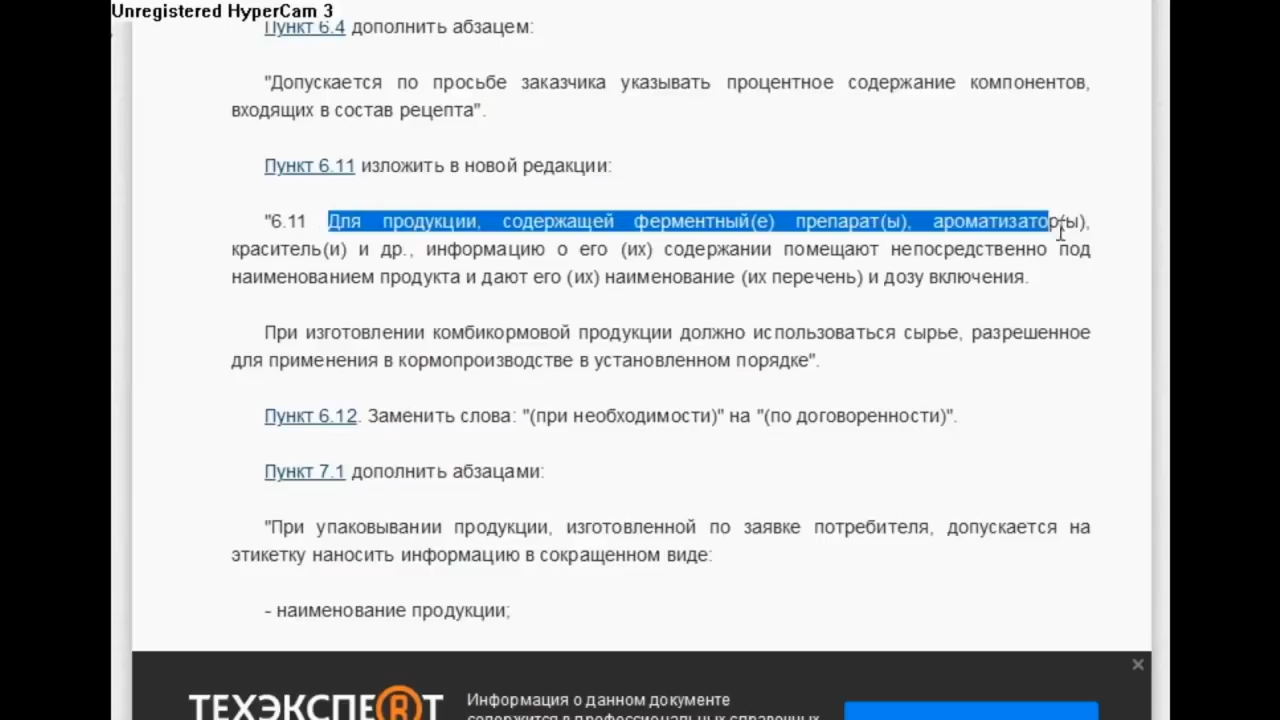 Unregistered HyperCam 3
Пункт 6.4 дополнить абзацем:
"Допускается по просьбе заказчика указывать процентное содержание компонентов,
входящих в состав рецепта".
Пункт 6.11 изложить в новой редакции:
"6.11 Для продукции, содержащей ферментный(е) препарат(ы), ароматизатор(ы),
краситель(и) и др., информацию о его (их) содержании помещают непосредственно под
наименованием продукта и дают его (их) наименование (их перечень) и дозу включения.
При изготовлении комбикормовой продукции должно использоваться сырье, разрешенное
для применения в кормопроизводстве в установленном порядке".
Пункт 6.12. Заменить слова: "(при необходимости)" на "(по договоренности)".
Пункт 7.1 дополнить абзацами:
"При упаковывании продукции, изготовленной по заявке потребителя, допускается на
этикетку наносить информацию в сокращенном виде:
- наименование продукции;
ТЕХЭКСПЕРТ
Информация о данном документе
содержится в профессиональных справочных